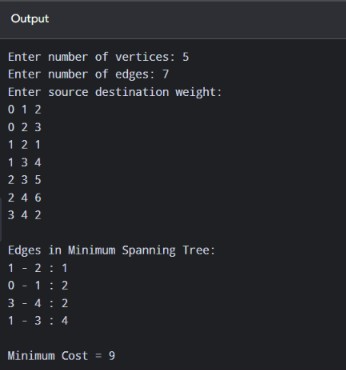 Output
Enter number of vertices: 5
Enter number of edges: 7
Enter source destination weight:
0 1 2
0 2 3
1 2 1
1 3 4
2 3 5
2 4 6
3 4 2
Edges in Minimum Spanning Tree:
1 - 2 : 1
0 - 1 : 2
3 - 4 : 2
1 - 3 : 4
Minimum Cost = 9